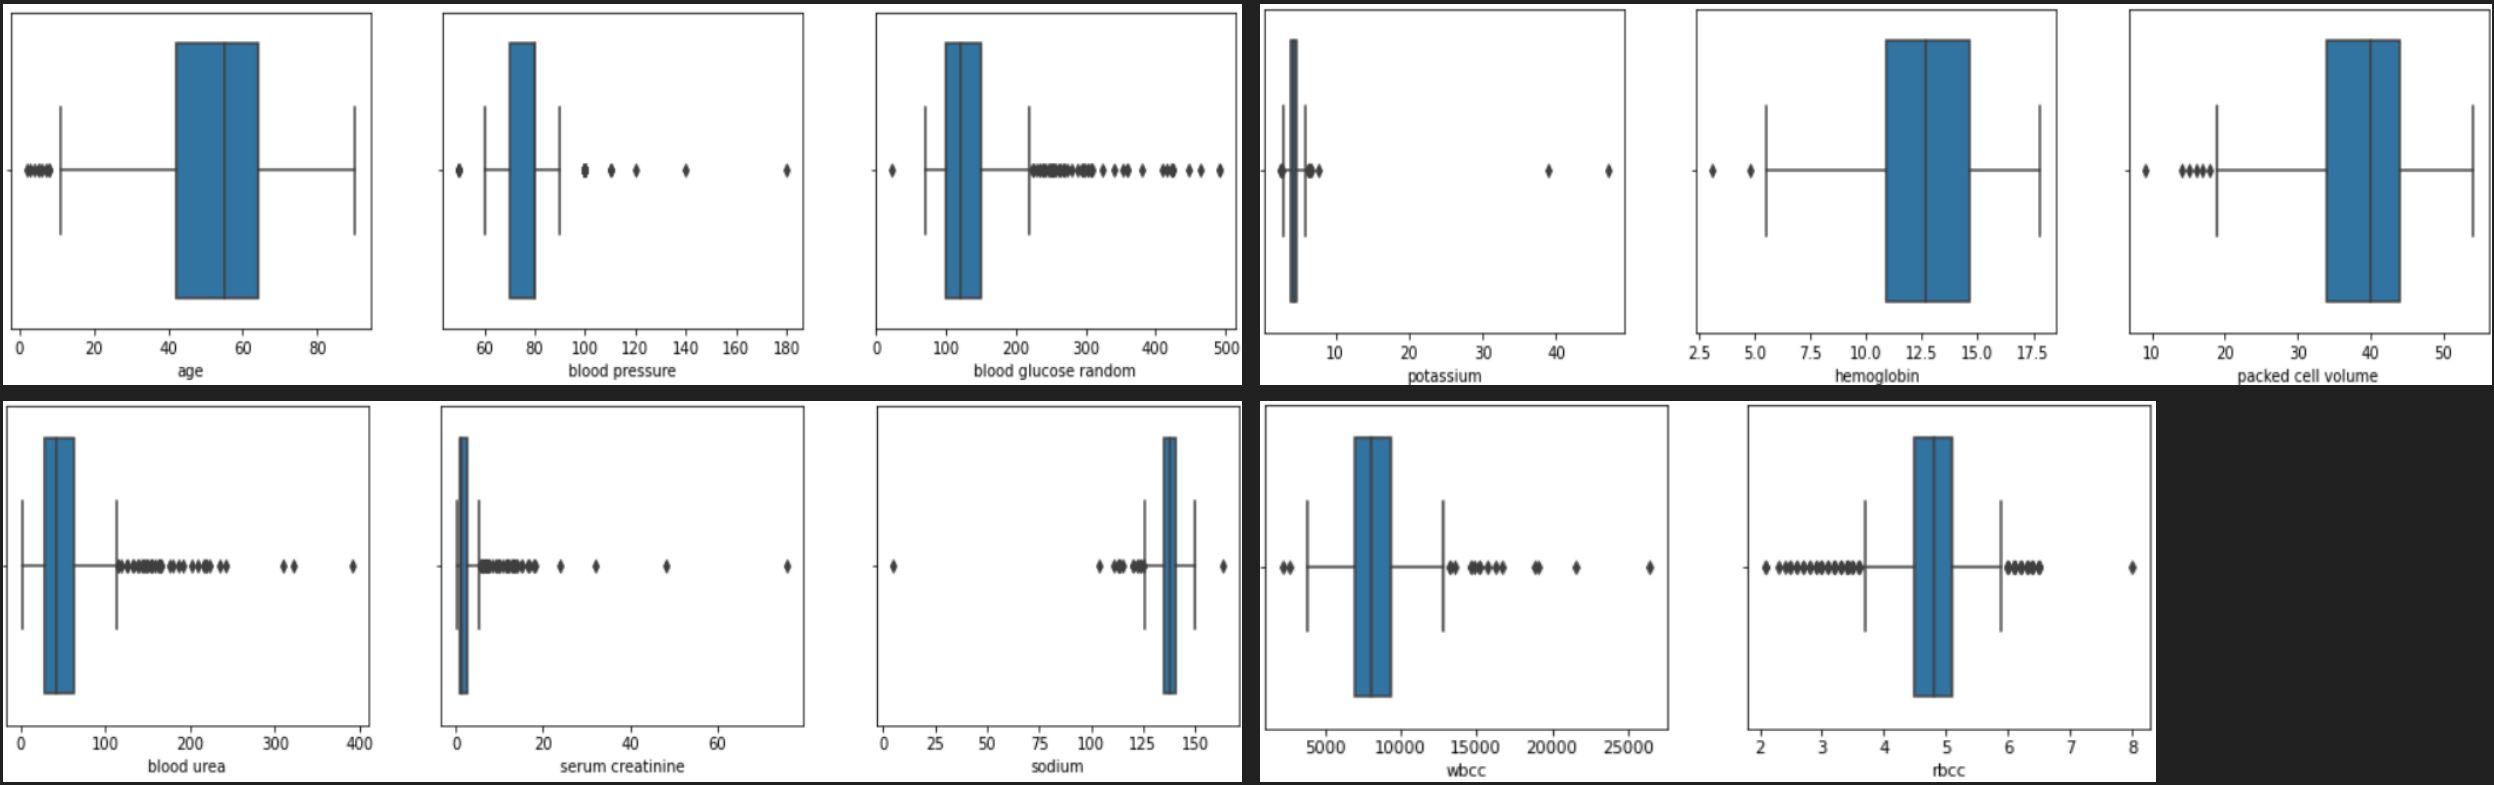 0 20 40 60 80
age
60 80 100 120 140 160 180
blood pressure
0 100 200 300 400 500
blood glucose random
10 20 30 40
potassium
2.5 5.0 7.5 10.0 12.5 15.0 17.5
hemoglobin
10 20 30 40 50
packed cell volume
0 100 200 300 400
blood urea
0 20 40 60
serum creatinine
0 25 50 75 100 125 150
sodium
5000 10000 15000 20000 25000
wbcc
2 3 4 5 6 7 8
rbcc